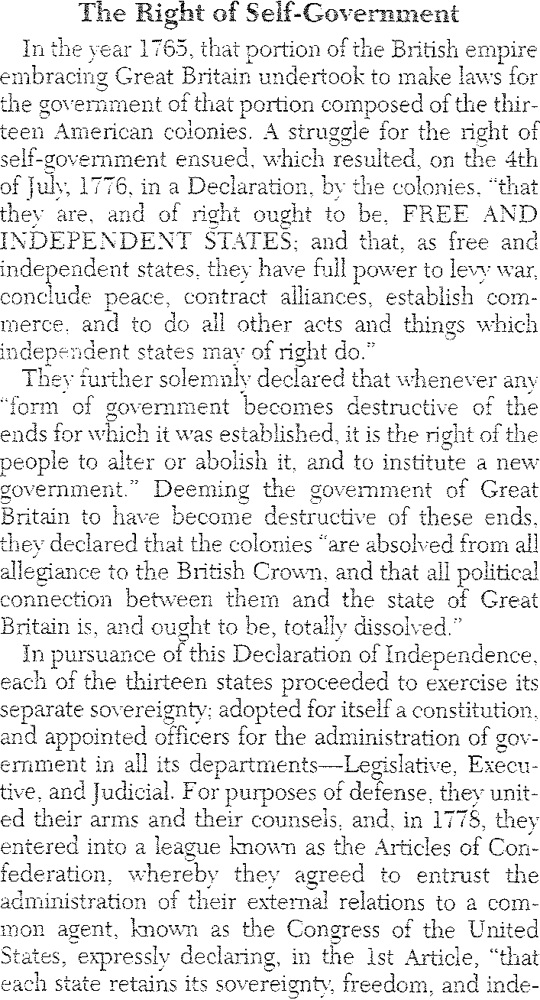 The Right of Self-Government
In the year 1765, that portion of the British empire
embracing Great Britain undertook to make laws for
the government of that portion composed of the thir-
teen American colonies. A struggle for the right of
self-government ensued, which resulted, on the 4th
of July, 1776, in a Declaration, by the colonies, “that
they are, and of right ought to be, FREE AND
INDEPENDENT STATES; and that, as free and
independent states, they have full power to levy war,
conclude peace, contract alliances, establish com-
merce, and to do all other acts and things which
independent states may of right do.”
They further solemnly declared that whenever any
“form of government becomes destructive of the
ends for which it was established, it is the right of the
people to alter or abolish it, and to institute a new
government.” Deeming the government of Great
Britain to have become destructive of these ends,
they declared that the colonies “are absolved from all
allegiance to the British Crown, and that all political
connection between them and the state of Great
Britain is, and ought to be, totally dissolved.”
In pursuance of this Declaration of Independence,
each of the thirteen states proceeded to exercise its
separate sovereignty; adopted for itself a constitution,
and appointed officers for the administration of gov-
ernment in all its departments—Legislative, Execu-
tive, and Judicial. For purposes of defense, they unit-
ed their arms and their counsels, and, in 1778, they
entered into a league known as the Articles of Con-
federation, whereby they agreed to entrust the
administration of their external relations to a com-
mon agent, known as the Congress of the United
States, expressly declaring, in the 1st Article, “that
each state retains its sovereignty, freedom, and inde-